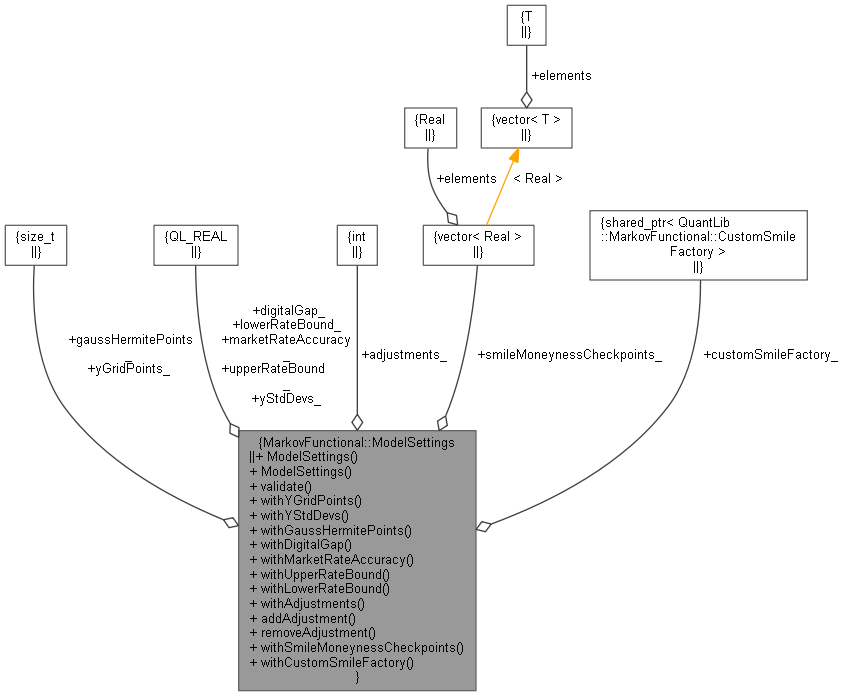 {T
||}
+elements
{Real
||}
{vector< T >
||}
+elements
< Real >
{size_t
||}
{QL_REAL
||}
{int
||}
{vector< Real >
||}
{shared_ptr< QuantLib
::MarkovFunctional::CustomSmile
Factory >
||}
+gaussHermitePoints
_
+yGridPoints_
+digitalGap_
+lowerRateBound_
+marketRateAccuracy
_
+upperRateBound
_
+yStdDevs_
+adjustments_
+smileMoneynessCheckpoints_
+customSmileFactory_
{MarkovFunctional::ModelSettings
||+ ModelSettings()
+ ModelSettings()
+ validate()
+ withYGridPoints()
+ withYStdDevs()
+ withGaussHermitePoints()
+ withDigitalGap()
+ withMarketRateAccuracy()
+ withUpperRateBound()
+ withLowerRateBound()
+ withAdjustments()
+ addAdjustment()
+ removeAdjustment()
+ withSmileMoneynessCheckpoints()
+ withCustomSmileFactory()
}